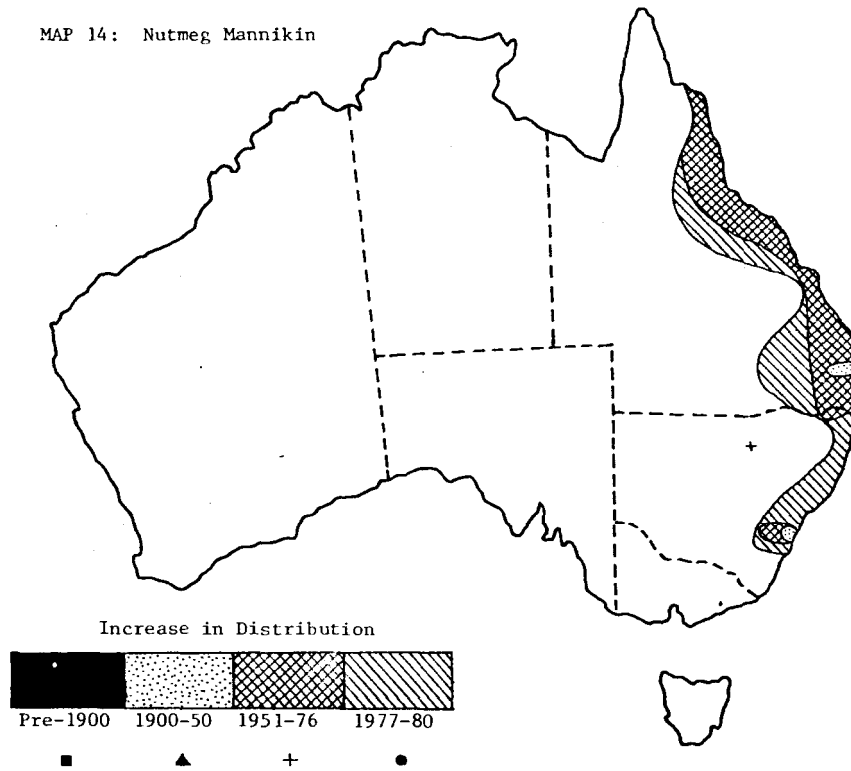 MAP 14: Nutmeg Mannikin
Increase in Distribution
Pre-1900 1900-50 1951-76 1977-80